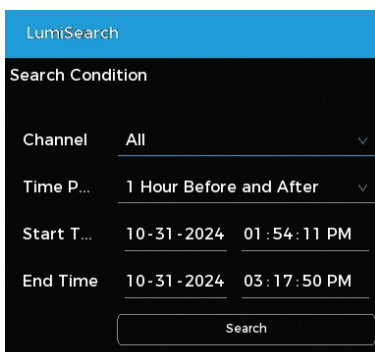 LumiSearch
Search Condition
Channel All
Time P... 1 Hour Before and After
Start T... 10-31-2024 01:54:11 PM
End Time 10-31-2024 03:17:50 PM
Search